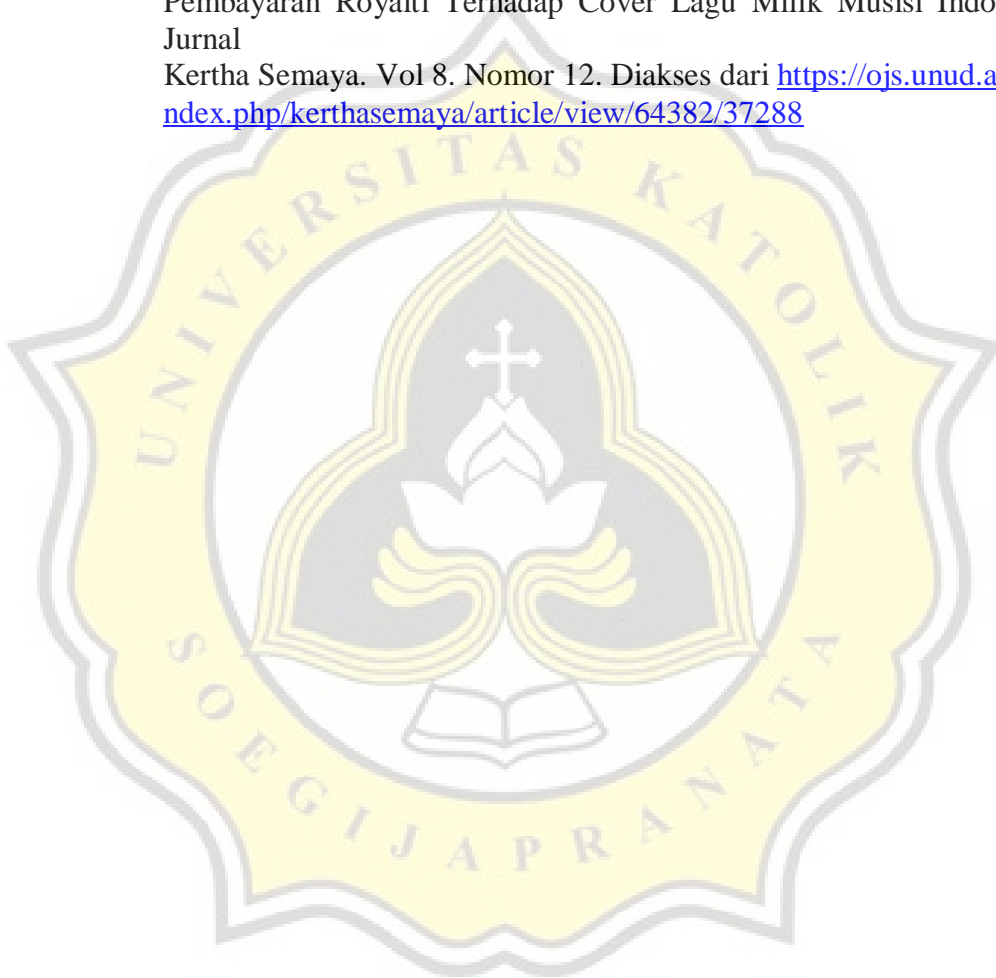 Pembayaran Royalti Terhadap Cover Lagu Milik Musisi Indo
Jurnal
Kertha Semaya. Vol 8. Nomor 12. Diakses dari https://ojs.unud.a
ndex.php/kerthasemaya/article/view/64382/37288
UNIVERSITAS KATOLIK
SOEGIJAPRANATA